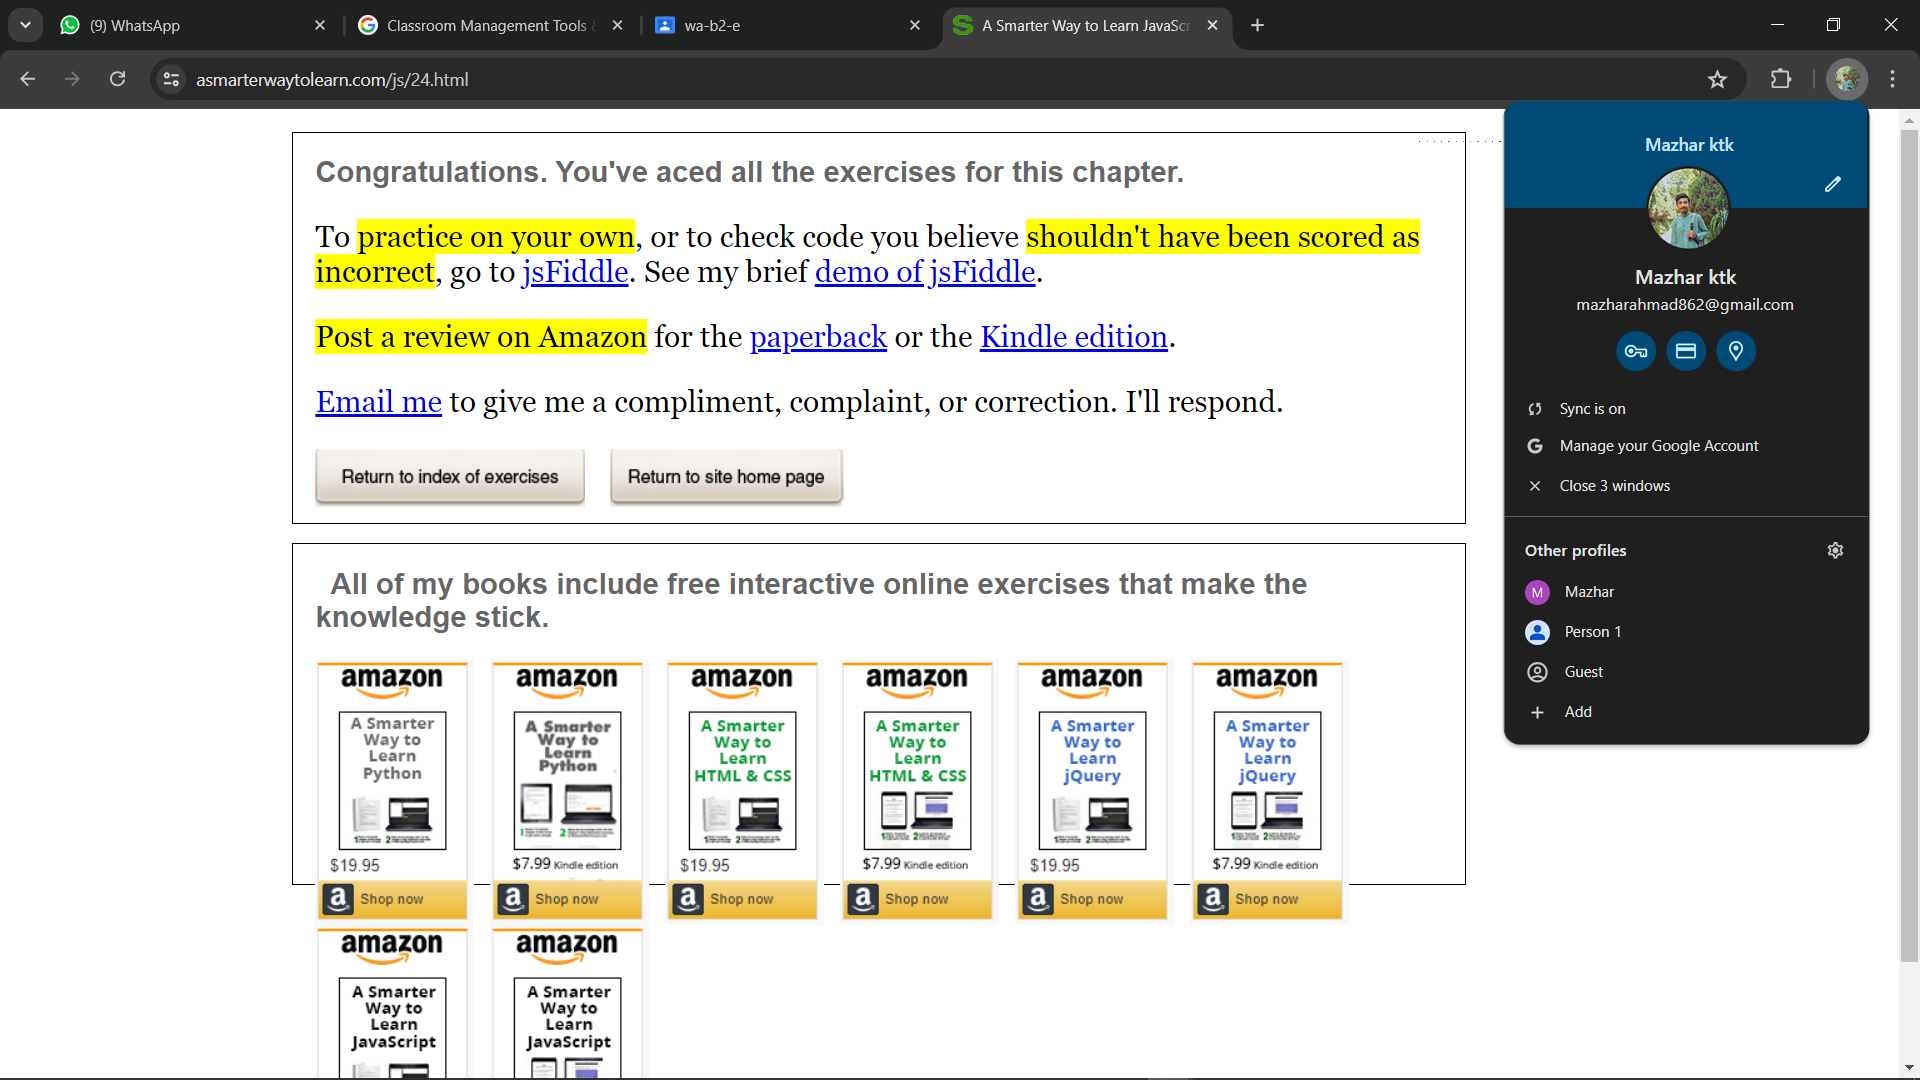 (9) WhatsApp
Classroom Management Tools &
wa-b2-e
A Smarter Way to Learn JavaScr
asmarterwaytolearn.com/js/24.html
Congratulations. You've aced all the exercises for this chapter.
To practice on your own, or to check code you believe shouldn't have been scored as
incorrect, go to jsFiddle. See my brief demo of jsFiddle.
Post a review on Amazon for the paperback or the Kindle edition.
Email me to give me a compliment, complaint, or correction. I'll respond.
Return to index of exercises
Return to site home page
All of my books include free interactive online exercises that make the
knowledge stick.
amazon
A Smarter
Way to
Learn
Python
$19.95
Shop now
amazon
A Smarter
Way to
Learn
Python
$7.99 Kindle edition
Shop now
amazon
A Smarter
Way to
Learn
HTML & CSS
$19.95
Shop now
amazon
A Smarter
Way to
Learn
HTML & CSS
$7.99 Kindle edition
Shop now
amazon
A Smarter
Way to
Learn
jQuery
$19.95
Shop now
amazon
A Smarter
Way to
Learn
jQuery
$7.99 Kindle edition
Shop now
amazon
A Smarter
Way to
Learn
JavaScript
amazon
A Smarter
Way to
Learn
JavaScript
Mazhar ktk
Mazhar ktk
mazharahmad862@gmail.com
Sync is on
Manage your Google Account
Close 3 windows
Other profiles
M Mazhar
Person 1
Guest
Add